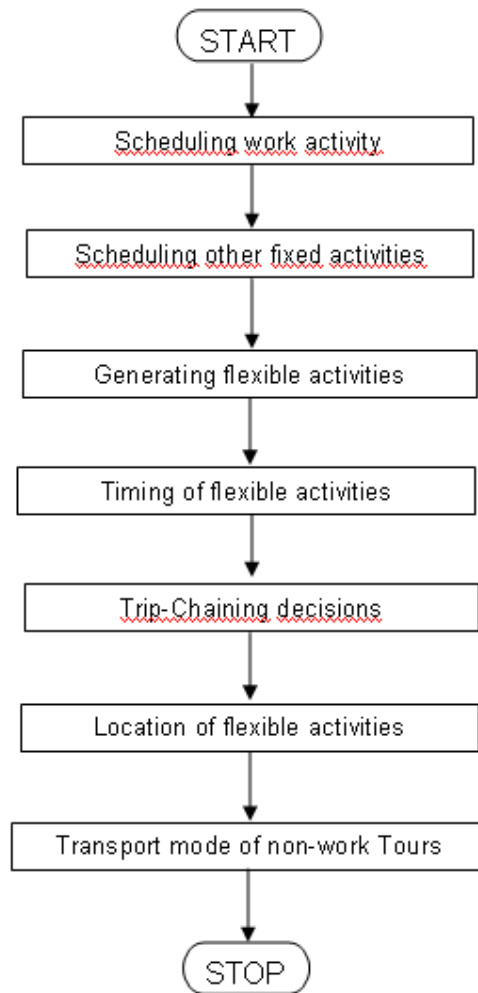 START
Scheduling work activity
Scheduling other fixed activities
Generating flexible activities
Timing of flexible activities
Trip-Chaining decisions
Location of flexible activities
Transport mode of non-work Tours
STOP